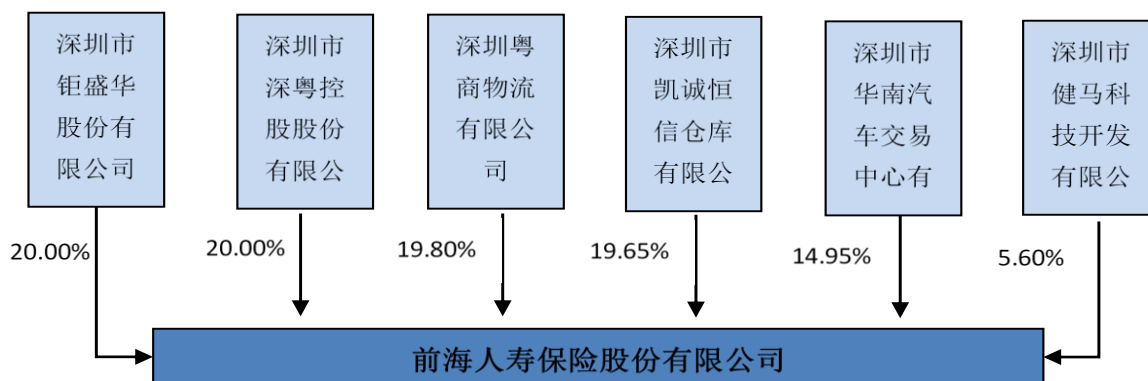 深圳市
钜盛华
股份有
限公司
深圳市
深粤控
股股份
有限公
深圳粤
商物流
有限公
司
深圳市
凯诚恒
信仓库
有限公
深圳市
华南汽
车交易
中心有
深圳市
健马科
技开发
有限公
20.00%
20.00%
19.80%
19.65%
14.95%
5.60%
前海人寿保险股份有限公司